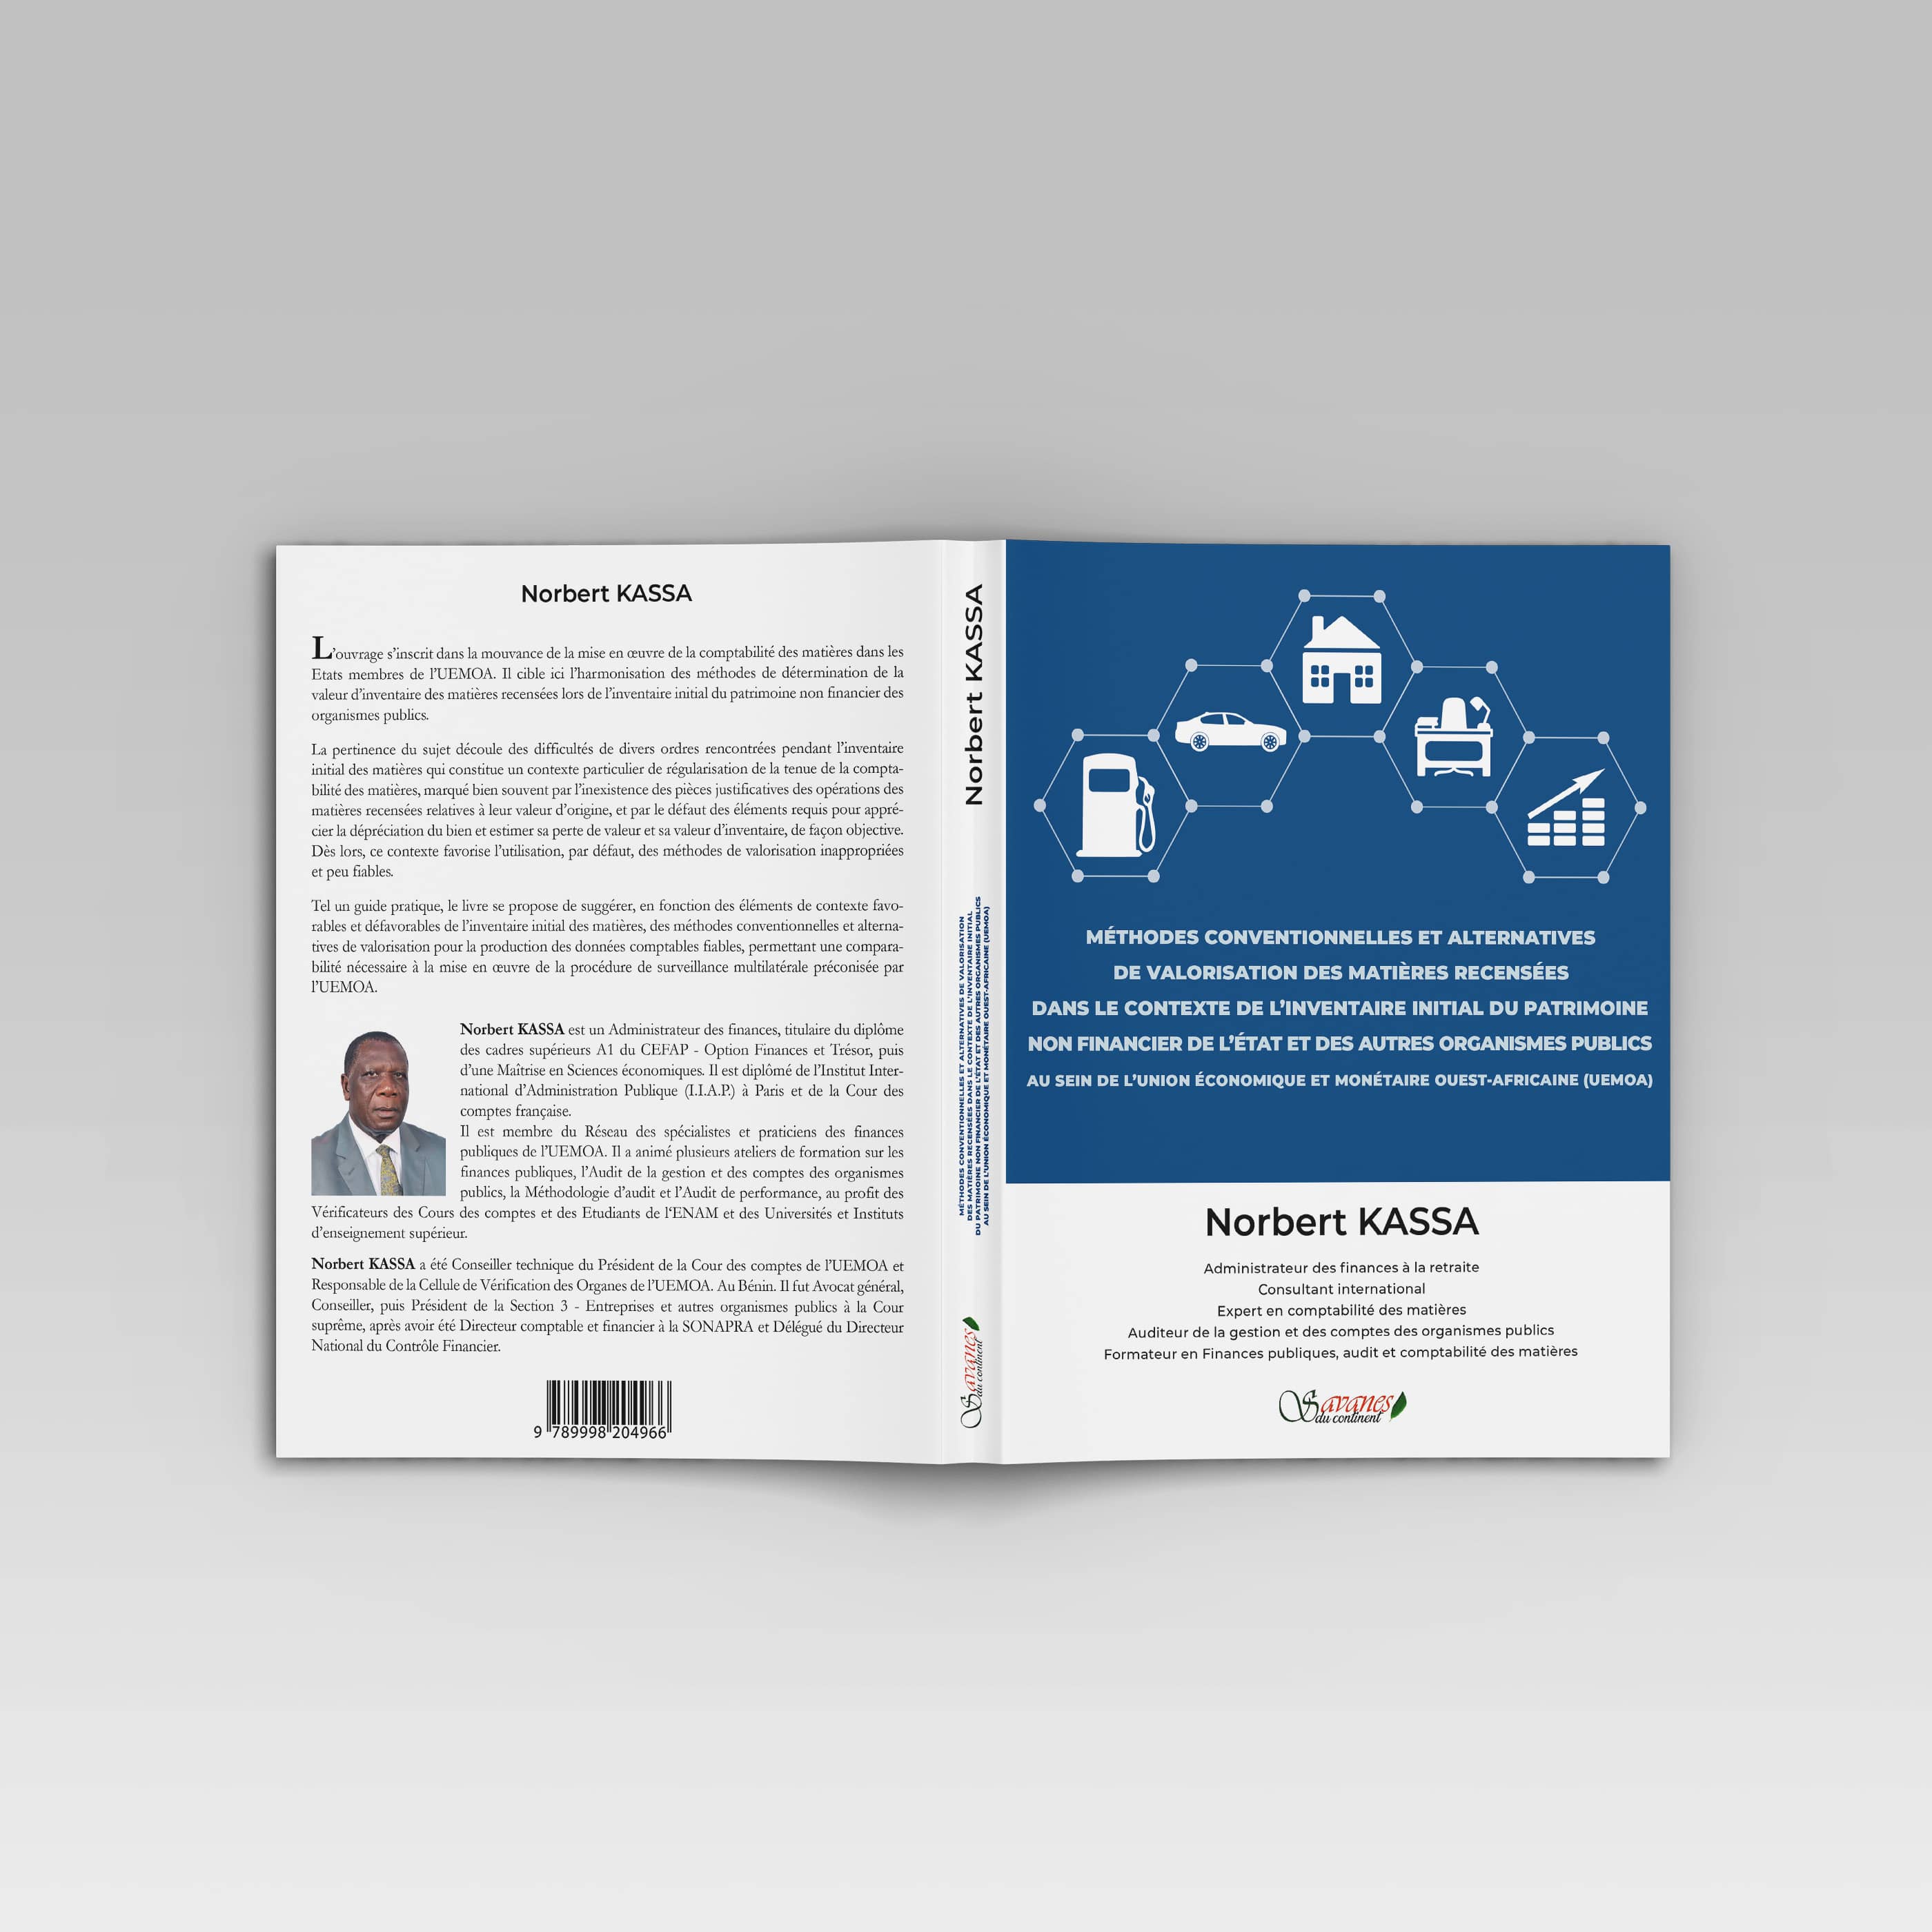 Norbert KASSA
L'ouvrage s'inscrit dans la mouvance de la mise en œuvre de la comptabilité des matières dans les
Etats membres de l'UEMOA. Il cible ici l'harmonisation des méthodes de détermination de la
valeur d'inventaire des matières recensées lors de l'inventaire initial du patrimoine non financier des
organismes publics.
La pertinence du sujet découle des difficultés de divers ordres rencontrées pendant l'inventaire
initial des matières qui constitue un contexte particulier de régularisation de la tenue de la compta-
bilité des matières, marqué bien souvent par l'inexistence des pièces justificatives des opérations des
matières recensées relatives à leur valeur d'origine, et par le défaut des éléments requis pour appré-
cier la dépréciation du bien et estimer sa perte de valeur et sa valeur d'inventaire, de façon objective.
Dès lors, ce contexte favorise l'utilisation, par défaut, des méthodes de valorisation inappropriées
et peu fiables.
Tel un guide pratique, le livre se propose de suggérer, en fonction des éléments de contexte favo-
rables et défavorables de l'inventaire initial des matières, des méthodes conventionnelles et alterna-
tives de valorisation pour la production des données comptables fiables, permettant une compara-
bilité nécessaire à la mise en œuvre de la procédure de surveillance multilatérale préconisée par
l'UEMOA.
Norbert KASSA est un Administrateur des finances, titulaire du diplôme
des cadres supérieurs A1 du CEFAP - Option Finances et Trésor, puis
d'une Maîtrise en Sciences économiques. Il est diplômé de l'Institut Inter-
national d'Administration Publique (I.I.A.P.) à Paris et de la Cour des
comptes française.
Il est membre du Réseau des spécialistes et praticiens des finances
publiques de l'UEMOA. Il a animé plusieurs ateliers de formation sur les
finances publiques, l'Audit de la gestion et des comptes des organismes
publics, la Méthodologie d'audit et l'Audit de performance, au profit des
Vérificateurs des Cours des comptes et des Etudiants de l'ENAM et des Universités et Instituts
d'enseignement supérieur.
Norbert KASSA a été Conseiller technique du Président de la Cour des comptes de l'UEMOA et
Responsable de la Cellule de Vérification des Organes de l'UEMOA. Au Bénin. Il fut Avocat général,
Conseiller, puis Président de la Section 3 - Entreprises et autres organismes publics à la Cour
suprême, après avoir été Directeur comptable et financier à la SONAPRA et Délégué du Directeur
National du Contrôle Financier.
9 789998 204966
Norbert KASSA
MÉTHODES CONVENTIONNELLES ET ALTERNATIVES DE VALORISATION
DES MATIÈRES RECENSÉES DANS LE CONTEXTE DE L'INVENTAIRE INITIAL
DU PATRIMOINE NON FINANCIER DE L'ÉTAT ET DES AUTRES ORGANISMES PUBLICS
AU SEIN DE L'UNION ÉCONOMIQUE ET MONÉTAIRE OUEST-AFRICAINE (UEMOA)
Savanes
du continent
MÉTHODES CONVENTIONNELLES ET ALTERNATIVES
DE VALORISATION DES MATIÈRES RECENSÉES
DANS LE CONTEXTE DE L'INVENTAIRE INITIAL DU PATRIMOINE
NON FINANCIER DE L'ÉTAT ET DES AUTRES ORGANISMES PUBLICS
AU SEIN DE L'UNION ÉCONOMIQUE ET MONÉTAIRE OUEST-AFRICAINE (UEMOA)
Norbert KASSA
Administrateur des finances à la retraite
Consultant international
Expert en comptabilité des matières
Auditeur de la gestion et des comptes des organismes publics
Formateur en Finances publiques, audit et comptabilité des matières
Savanes
du continent